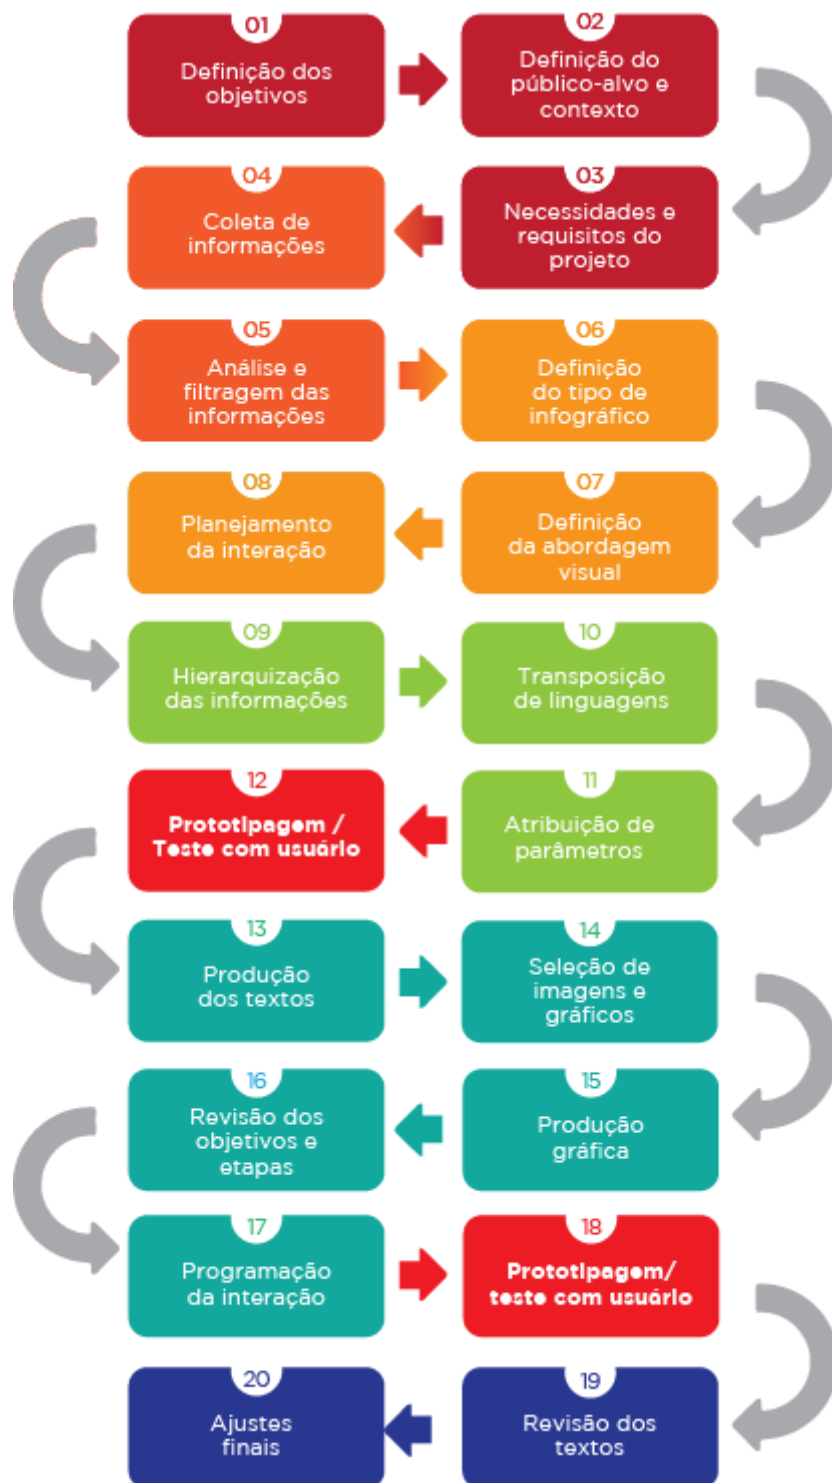 01
Definição dos
objetivos
02
Definição do
público-alvo e
contexto
03
Necessidades e
requisitos do
projeto
04
Coleta de
informações
05
Análise e
filtragem das
informações
06
Definição
do tipo de
infográfico
07
Definição
da abordagem
visual
08
Planejamento
da interação
09
Hierarquização
das informações
10
Transposição
de linguagens
11
Atribuição de
parâmetros
12
Prototipagem /
Teste com usuário
13
Produção
dos textos
14
Seleção de
imagens e
gráficos
15
Produção
gráfica
16
Revisão dos
objetivos e
etapas
17
Programação
da interação
18
Prototipagem/
teste com usuário
19
Revisão dos
textos
20
Ajustes
finais